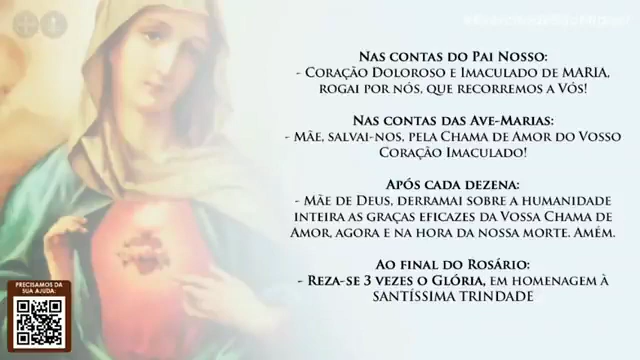 Nas contas do Pai Nosso:
- Coração Doloroso e Imaculado de MARIA,
rogai por nós, que recorremos a Vós!
Nas contas das Ave-Marias:
- Mãe, salvai-nos, pela Chama de Amor do Vosso
Coração Imaculado!
Após cada dezena:
- Mãe de Deus, derramai sobre a humanidade
inteira as graças eficazes da Vossa Chama de
Amor, agora e na hora da nossa morte. Amém.
Ao final do Rosário:
- Reza-se 3 vezes o Glória, em homenagem à
SANTÍSSIMA TRINDADE
PRECISAMOS DA
SUA AJUDA: